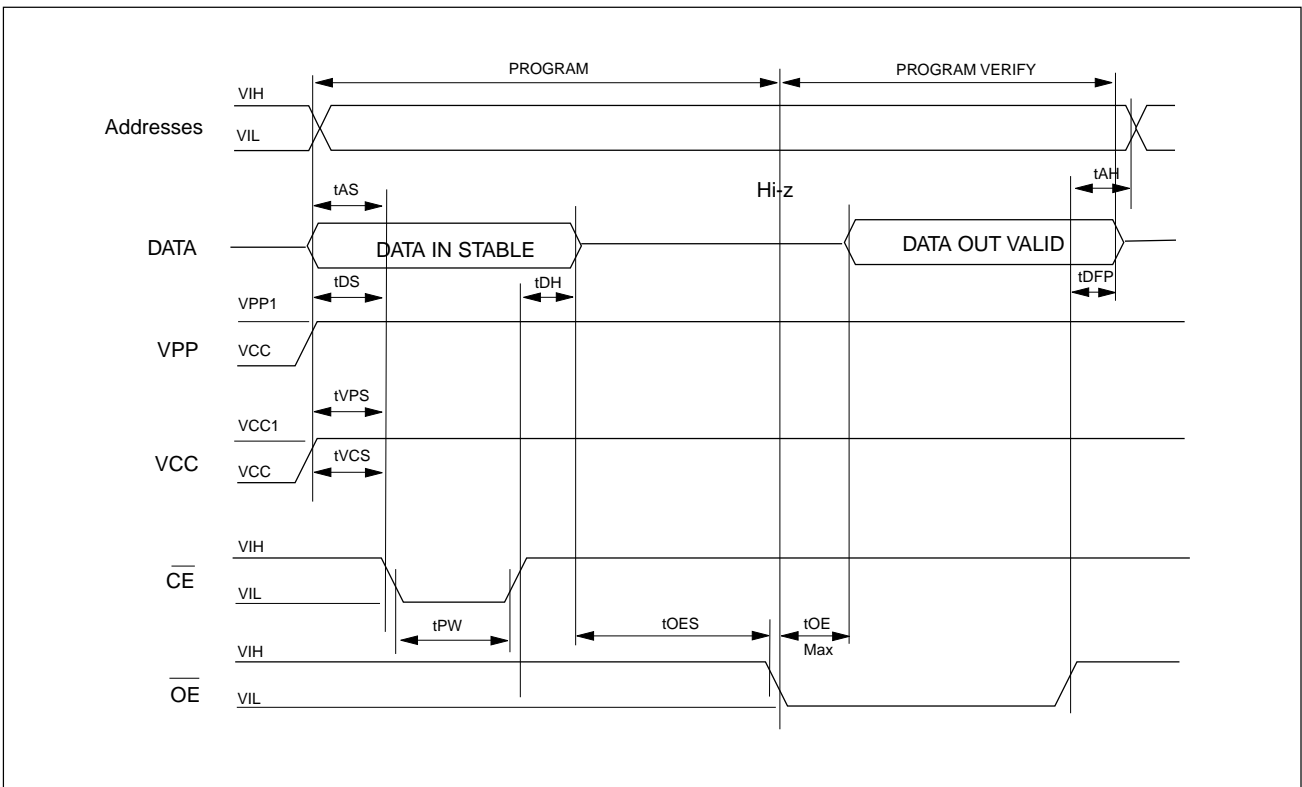 PROGRAM
PROGRAM VERIFY
VIH
Addresses
VIL
tAS
Hi-z
tAH
DATA
DATA IN STABLE
DATA OUT VALID
tDS
tDH
tDFP
VPP1
VPP
VCC
tVPS
VCC1
VCC
tVCS
VCC
VIH
CE
VIL
tPW
tOES
tOE
Max
VIH
OE
VIL